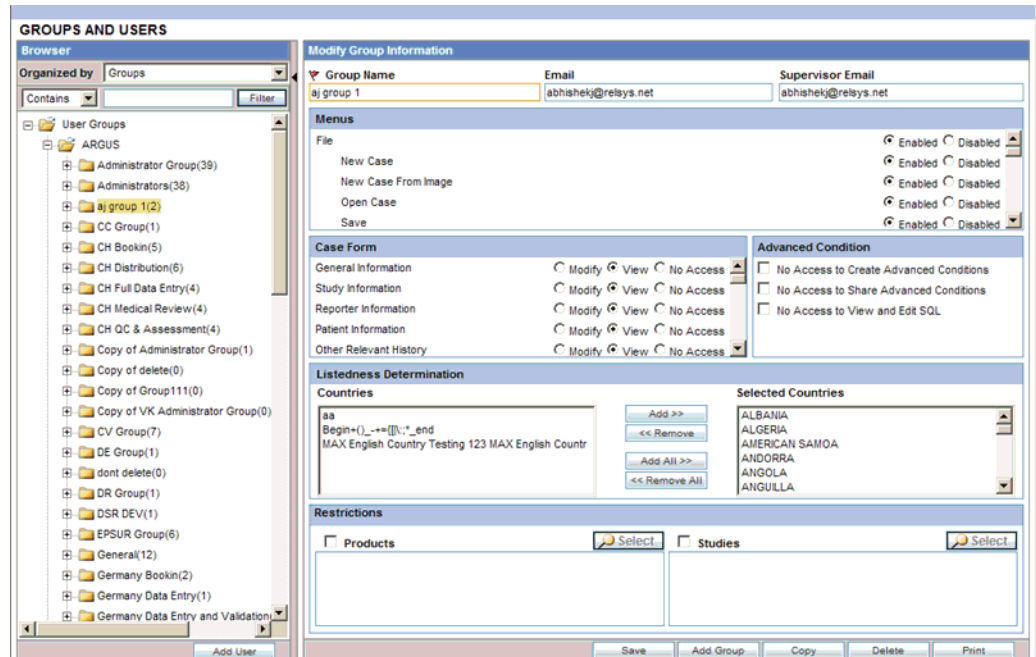 GROUPS AND USERS
Browser
Organized by Groups
Contains Filter
User Groups
ARGUS
Administrator Group(39)
Administrators(38)
aj group 1(2)
CC Group(1)
CH Bookin(5)
CH Distribution(6)
CH Full Data Entry(4)
CH Medical Review(4)
CH QC & Assessment(4)
Copy of Administrator Group(1)
Copy of delete(0)
Copy of Group111(0)
Copy of VK Administrator Group(0)
CV Group(7)
DE Group(1)
dont delete(0)
DR Group(1)
DSR DEV(1)
EPSUR Group(6)
General(12)
Germany Bookin(2)
Germany Data Entry(1)
Germany Data Entry and Validation(
Add User
Modify Group Information
Group Name Email Supervisor Email
aj group 1 abhishekj@relsys.net abhishekj@relsys.net
Menus
File Enabled Disabled
New Case Enabled Disabled
New Case From Image Enabled Disabled
Open Case Enabled Disabled
Save Enabled Disabled
Case Form
General Information Modify View No Access
Study Information Modify View No Access
Reporter Information Modify View No Access
Patient Information Modify View No Access
Other Relevant History Modify View No Access
Advanced Condition
No Access to Create Advanced Conditions
No Access to Share Advanced Conditions
No Access to View and Edit SQL
Listedness Determination
Countries
aa
MAX English Country Testing 123 MAX English Countr
Add >>
<< Remove
Add All >>
<< Remove All
Selected Countries
ALBANIA
ALGERIA
AMERICAN SAMOA
ANDORRA
ANGOLA
ANGUILLA
Restrictions
Products Select Studies Select
Save Add Group Copy Delete Print